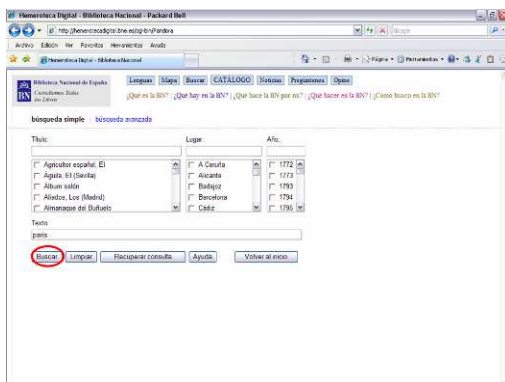 Hemeroteca Digital - Biblioteca Nacional - Packard Bell
http://hemerotecadigital.bne.es/cgi-bin/Pandora
Google
Archivo Edición Ver Favoritos Herramientas Ayuda
Hemeroteca Digital - Biblioteca Nacional
Página Herramientas
Biblioteca Nacional de España
BN
Lenguas Mapa Buscar CATÁLOGO Noticias Preguntones Opine
¿Qué es la BN? | ¿Qué hay en la BN? | ¿Qué hace la BN por mí? | ¿Qué hacer en la BN? | ¿Cómo busco en la BN?
búsqueda simple | búsqueda avanzada
Título: Lugar: Año:
Agricultor español, El A Coruña 1772
Águila, El (Sevilla) Alicante 1773
Álbum salón Badajoz 1793
Aliados, Los (Madrid) Barcelona 1794
Almanaque del Buñuelo Cádiz 1795
Texto
paris
Buscar Limpiar Recuperar consulta Ayuda Volver al inicio